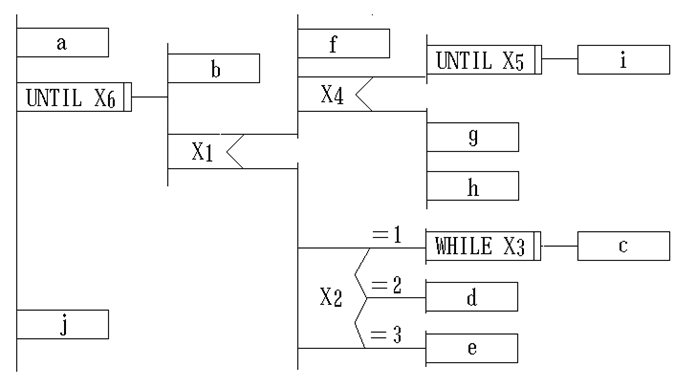 a
UNTIL X6
b
X1
f
X4
UNTIL X5
i
g
h
X2
=1
WHILE X3
c
=2
d
=3
e
j